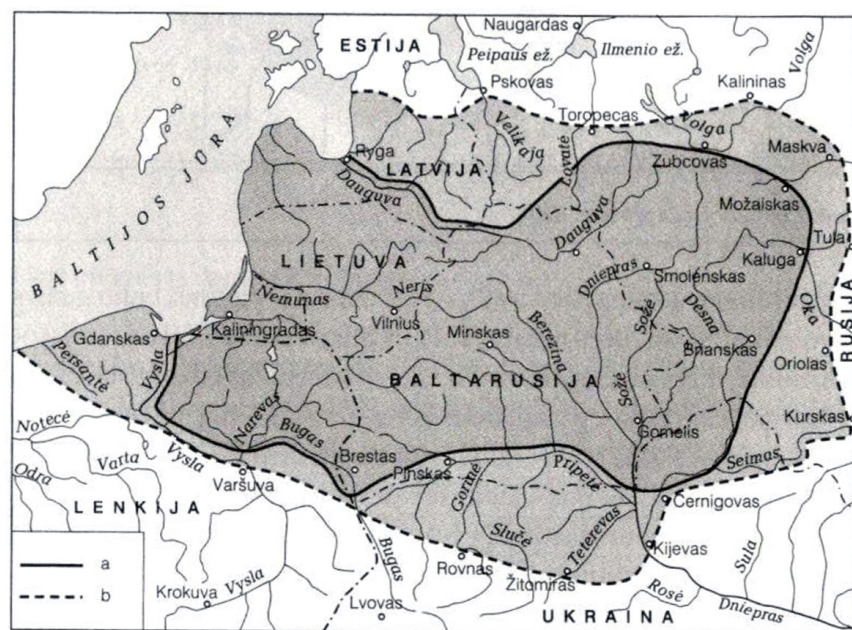 Naugardas
ESTIJA
Peipaus ež.
Ilmenio ež.
Volga
Pskovas
Kalininas
Toropecas
Volga
Velikaja
Lovatė
Zubcovas
Maskva
Ryga
LATVIJA
Možaiskas
BALTIJOS JŪRA
Dauguva
Dauguva
Tula
LIETUVA
Kaluga
Dniepras
Smolenskas
Nemunas
Neris
Sožė
Desna
Oka
RUSIJA
Gdanskas
Kaliningradas
Vilnius
Minskas
Berezina
Brianskas
Persantė
Vysla
Oriolas
BALTARUSIJA
Sožė
Notecė
Narevas
Kurskas
Bugas
Gomelis
Vysla
Seimas
Odra
Varta
Brestas
Pinskas
Pripetė
Varšuva
Gorinė
LENKIJA
Černigovas
Slučė
Teterevas
Kijevas
Sula
a
Bugas
Rovnas
b
Žitomiras
Krokuva
Vysla
Rosė
Lvovas
UKRAINA
Dniepras